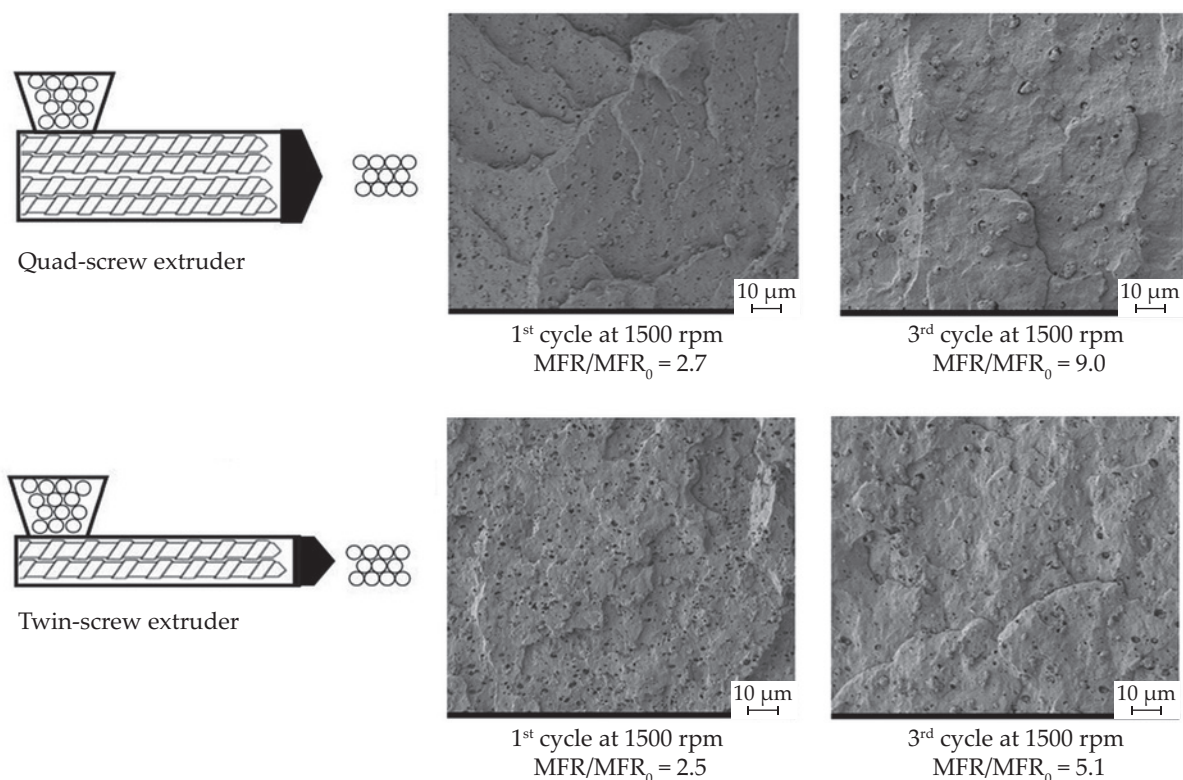 Quad-screw extruder
10 µm
10 µm
1st cycle at 1500 rpm
MFR/MFR₀ = 2.7
3rd cycle at 1500 rpm
MFR/MFR₀ = 9.0
Twin-screw extruder
10 µm
10 µm
1st cycle at 1500 rpm
MFR/MFR₀ = 2.5
3rd cycle at 1500 rpm
MFR/MFR₀ = 5.1